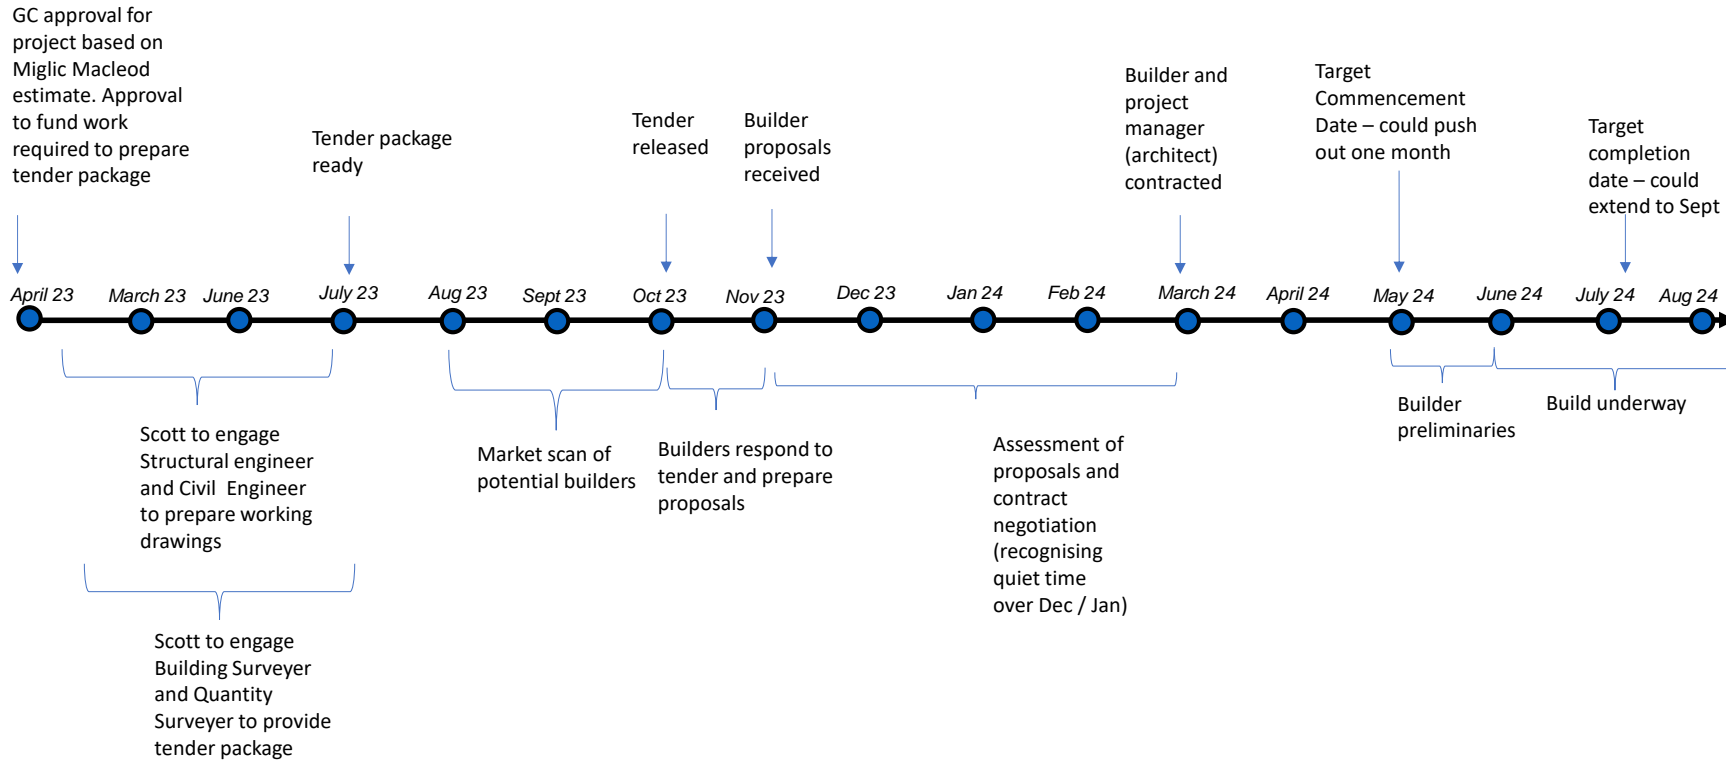 GC approval for
project based on
Miglic Macleod
estimate. Approval
to fund work
required to prepare
tender package
Tender package
ready
Tender
released
Builder
proposals
received
Builder and
project
manager
(architect)
contracted
Target
Commencement
Date – could push
out one month
Target
completion
date – could
extend to Sept
April 23
March 23
June 23
July 23
Aug 23
Sept 23
Oct 23
Nov 23
Dec 23
Jan 24
Feb 24
March 24
April 24
May 24
June 24
July 24
Aug 24
Scott to engage
Structural engineer
and Civil  Engineer
to prepare working
drawings
Market scan of
potential builders
Builders respond to
tender and prepare
proposals
Assessment of
proposals and
contract
negotiation
(recognising
quiet time
over Dec / Jan)
Builder
preliminaries
Build underway
Scott to engage
Building Surveyer
and Quantity
Surveyer to provide
tender package